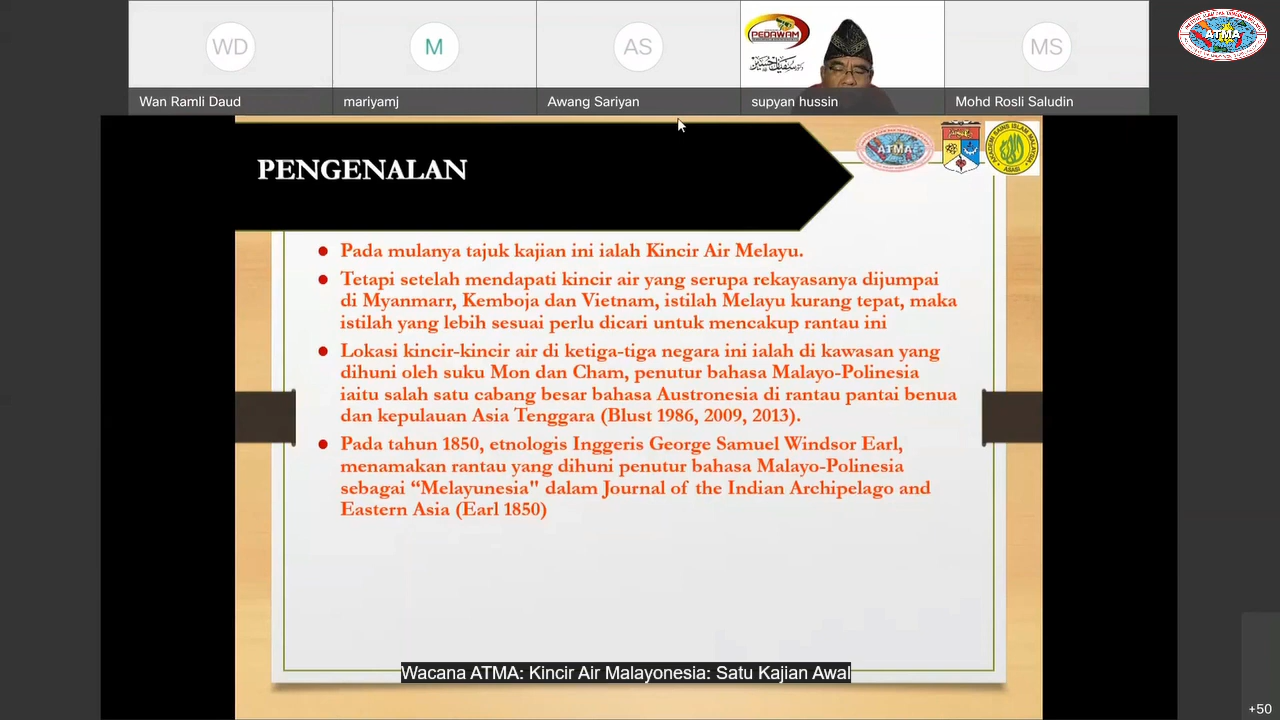 WD
M
AS
PEDAWAM
MS
ATMA
Wan Ramli Daud
mariyamj
Awang Sariyan
supyan hussin
Mohd Rosli Saludin
PENGENALAN
ATMA
ASASI
Pada mulanya tajuk kajian ini ialah Kincir Air Melayu.
Tetapi setelah mendapati kincir air yang serupa rekayasanya dijumpai
di Myanmarr, Kemboja dan Vietnam, istilah Melayu kurang tepat, maka
istilah yang lebih sesuai perlu dicari untuk mencakup rantau ini
Lokasi kincir-kincir air di ketiga-tiga negara ini ialah di kawasan yang
dihuni oleh suku Mon dan Cham, penutur bahasa Malayo-Polinesia
iaitu salah satu cabang besar bahasa Austronesia di rantau pantai benua
dan kepulauan Asia Tenggara (Blust 1986, 2009, 2013).
Pada tahun 1850, etnologis Inggeris George Samuel Windsor Earl,
menamakan rantau yang dihuni penutur bahasa Malayo-Polinesia
sebagai “Melayunesia" dalam Journal of the Indian Archipelago and
Eastern Asia (Earl 1850)
Wacana ATMA: Kincir Air Malayonesia: Satu Kajian Awal
+50